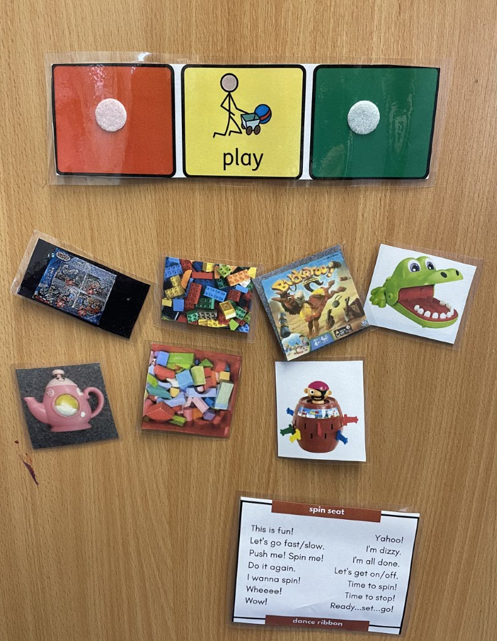 play
Buckaroo!
spin seat
This is fun!
Let's go fast/slow.
Push me! Spin me!
Do it again.
I wanna spin!
Wheeee!
Wow!
Yahoo!
I'm dizzy.
I'm all done.
Let's get on/off.
Time to spin!
Time to stop!
Ready...set...go!
dance ribbon